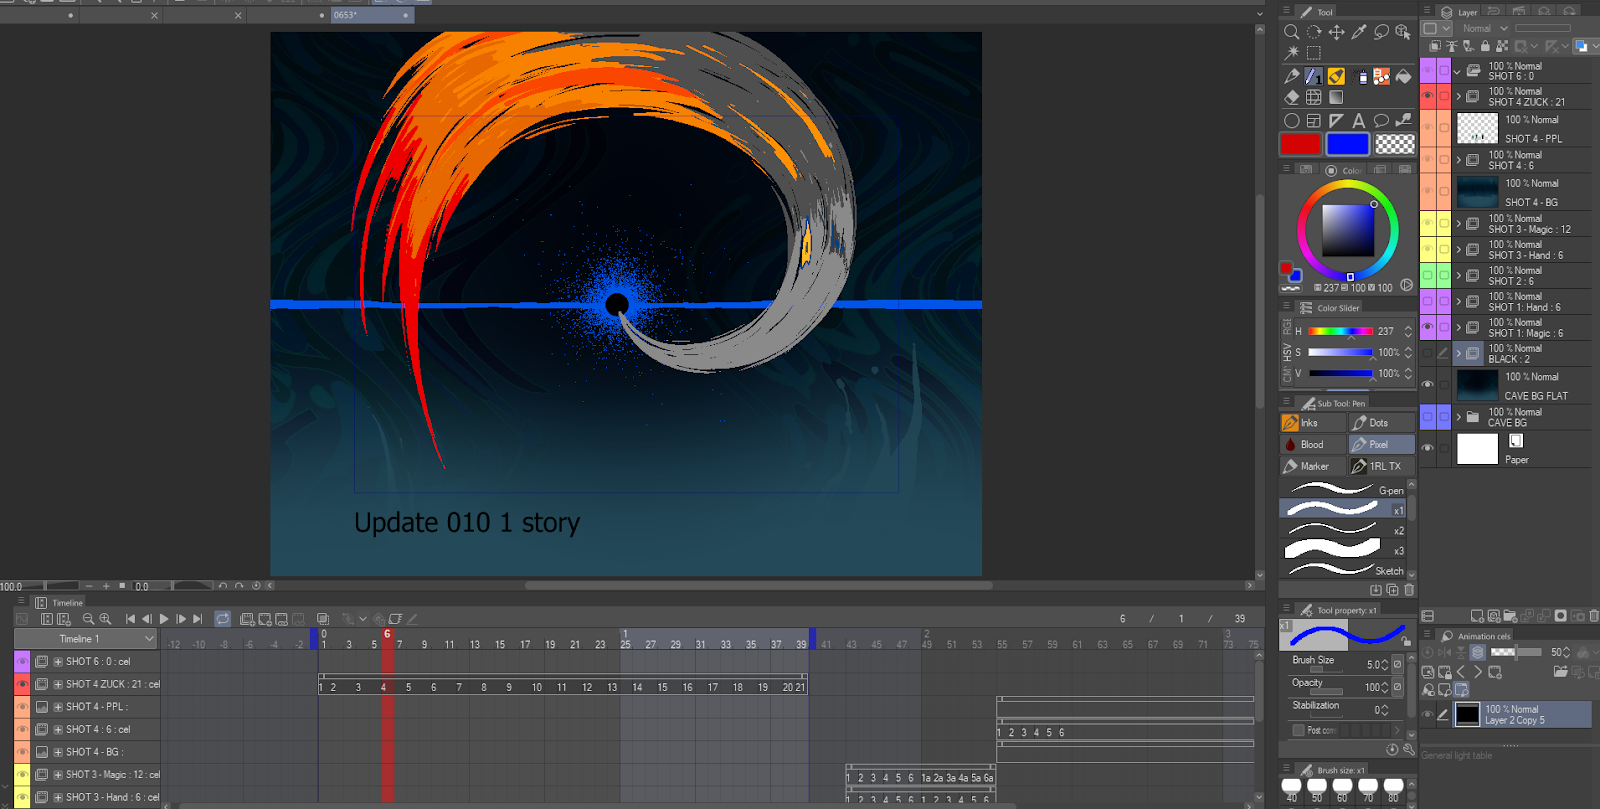 0653*
Tool
Layer
Normal
100 % Normal
SHOT 6 : 0
100 % Normal
SHOT 4 ZUCK : 21
100 % Normal
SHOT 4 - PPL
100 % Normal
SHOT 4 : 6
100 % Normal
SHOT 4 - BG
100 % Normal
SHOT 3 - Magic : 12
100 % Normal
SHOT 3 - Hand : 6
100 % Normal
SHOT 2 : 6
100 % Normal
SHOT 1: Hand : 6
100 % Normal
SHOT 1: Magic : 6
100 % Normal
BLACK : 2
100 % Normal
CAVE BG FLAT
100 % Normal
CAVE BG
Paper
Color
237 100 100
Color Slider
H 237
S 100%
V 100%
HSV
Sub Tool: Pen
Inks
Dots
Blood
Pixel
Marker
1RL TX
G-pen
x1
x2
x3
Sketch
Update 010 1 story
100.0
0.0
Timeline
6 / 1 / 39
Timeline 1
0 6 1 2 3
-12 -10 -8 -6 -4 -2 1 3 5 7 9 11 13 15 17 19 21 23 25 27 29 31 33 35 37 39 43 45 47 49 51 55 57 59 61 63 65 67 69 71 73 75
SHOT 6 : 0 : cel
SHOT 4 ZUCK : 21 : cel
1 2 3 4 5 6 7 8 9 10 11 12 13 14 15 16 17 18 19 20 21
SHOT 4 - PPL :
SHOT 4 : 6 : cel
1 2 3 4 5 6
SHOT 4 - BG :
SHOT 3 - Magic : 12 : cel
1 2 3 4 5 6 1a 2a 3a 4a 5a 6a
SHOT 3 - Hand : 6 : cel
1 2 3 4 5 6 1 2 3 4 5 6
Tool property: x1
x1
Brush Size 5.0
Opacity 100
Stabilization 0
Brush size: x1
40 50 60 70 80
Animation cels
50
100 % Normal
Layer 2 Copy 5
General light table